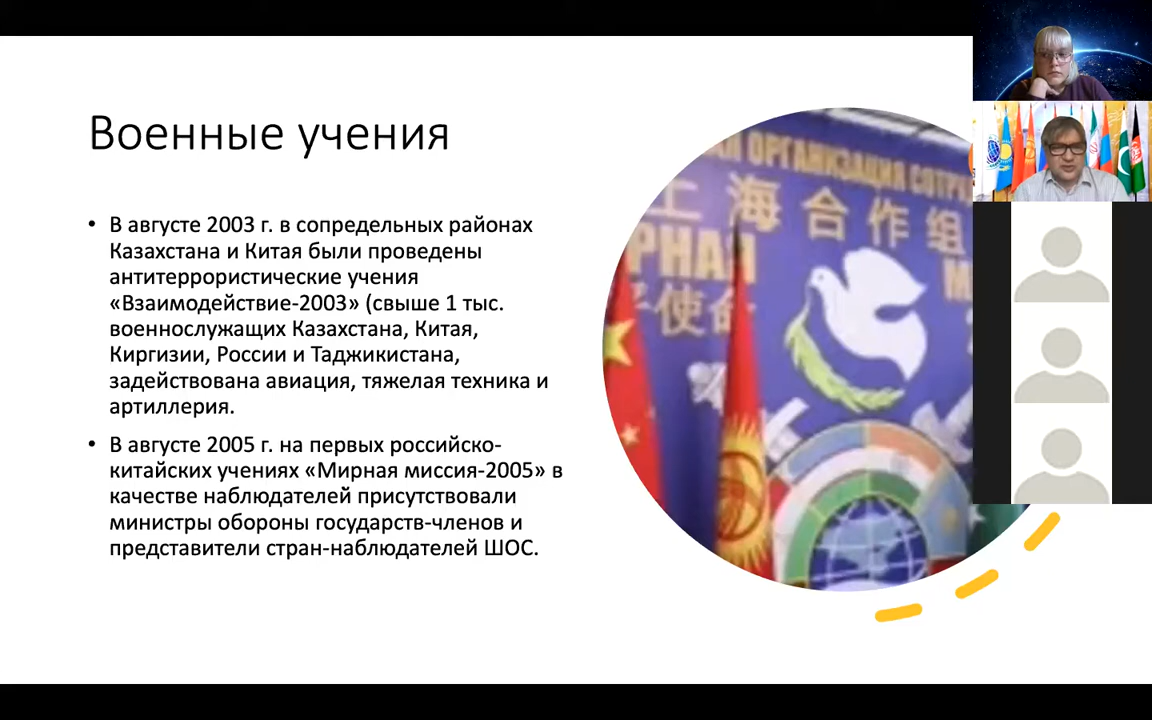 Военные учения
• В августе 2003 г. в сопредельных районах
Казахстана и Китая были проведены
антитеррористические учения
«Взаимодействие-2003» (свыше 1 тыс.
военнослужащих Казахстана, Китая,
Киргизии, России и Таджикистана,
задействована авиация, тяжелая техника и
артиллерия.
• В августе 2005 г. на первых российско-
китайских учениях «Мирная миссия-2005» в
качестве наблюдателей присутствовали
министры обороны государств-членов и
представители стран-наблюдателей ШОС.
ОРГАНИЗАЦИЯ
上海合作组
使命